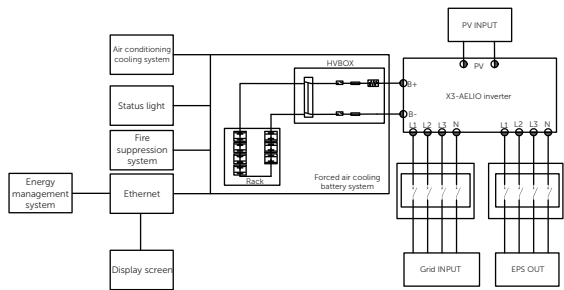 PV INPUT
Air conditioning
cooling system
HVBOX
PV
B+
X3-AELIO inverter
Status light
B-
L1 L2 L3 N
L1 L2 L3 N
Fire
suppression
system
Forced air cooling
battery system
Rack
Energy
management
system
Ethernet
Display screen
Grid INPUT
EPS OUT